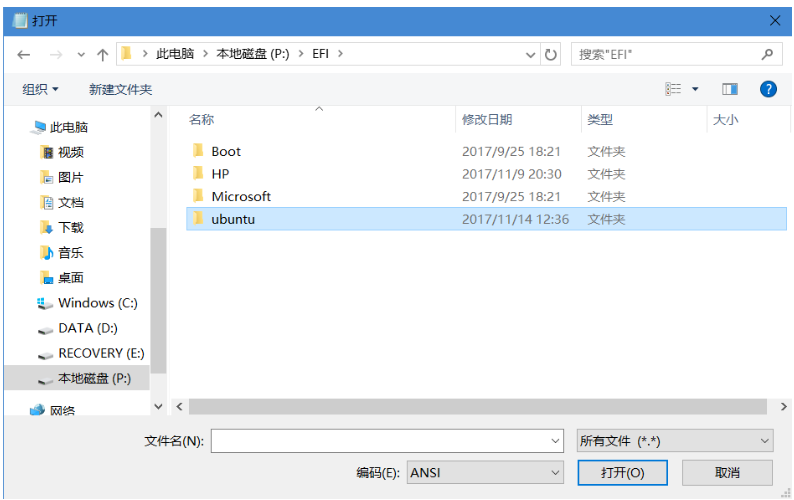 打开
此电脑 > 本地磁盘 (P:) > EFI >
搜索"EFI"
组织 新建文件夹
名称 修改日期 类型 大小
此电脑
视频
图片
文档
下载
音乐
桌面
Windows (C:)
DATA (D:)
RECOVERY (E:)
本地磁盘 (P:)
网络
Boot 2017/9/25 18:21 文件夹
HP 2017/11/9 20:30 文件夹
Microsoft 2017/9/25 18:21 文件夹
ubuntu 2017/11/14 12:36 文件夹
文件名(N): 所有文件 (*.*)
编码(E): ANSI 打开(O) 取消